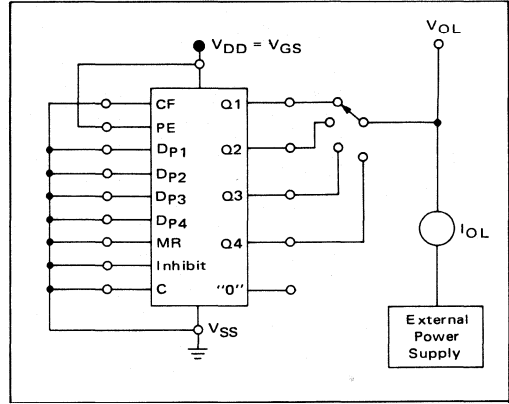 V_DD = V_GS
V_OL
CF Q1
PE
D_P1 Q2
D_P2
D_P3 Q3
D_P4
MR Q4
I_OL
Inhibit
C "0"
V_SS
External
Power
Supply